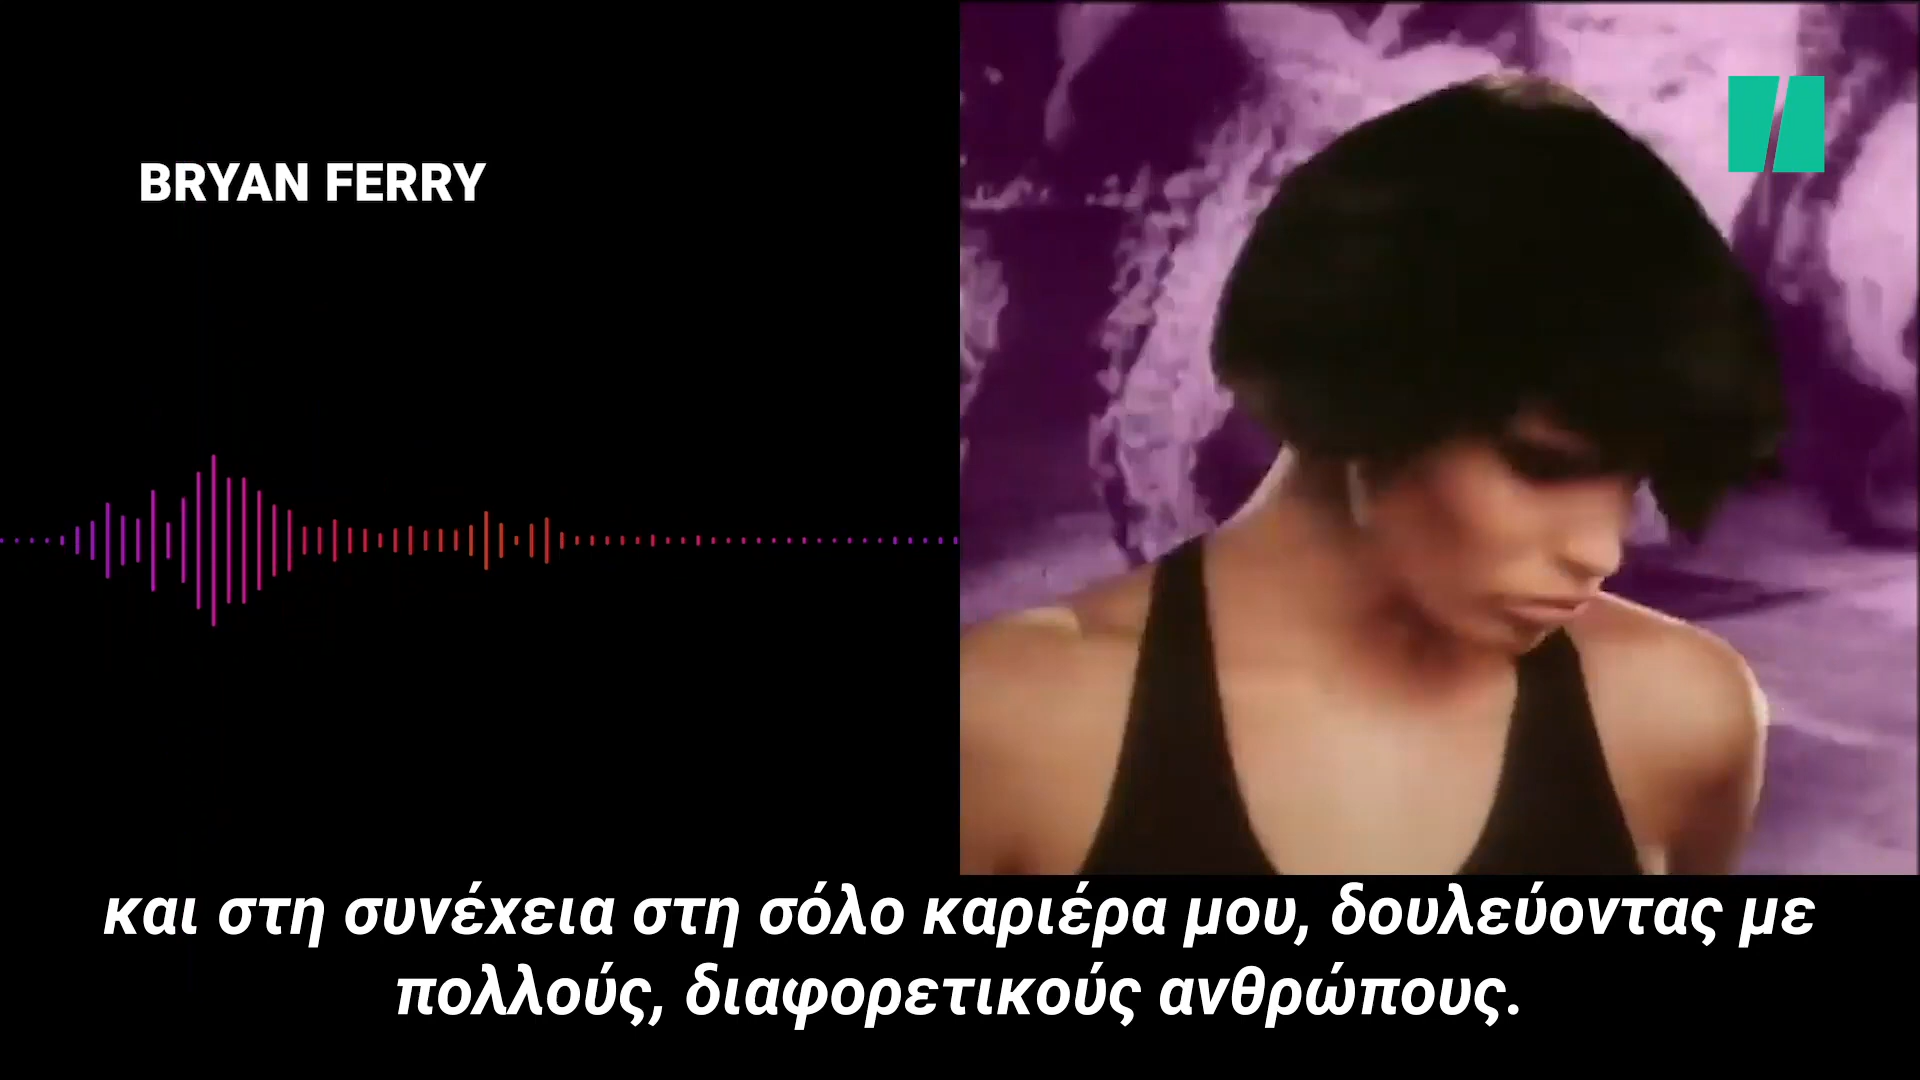 BRYAN FERRY
και στη συνέχεια στη σόλο καριέρα μου, δουλεύοντας με
πολλούς, διαφορετικούς ανθρώπους.